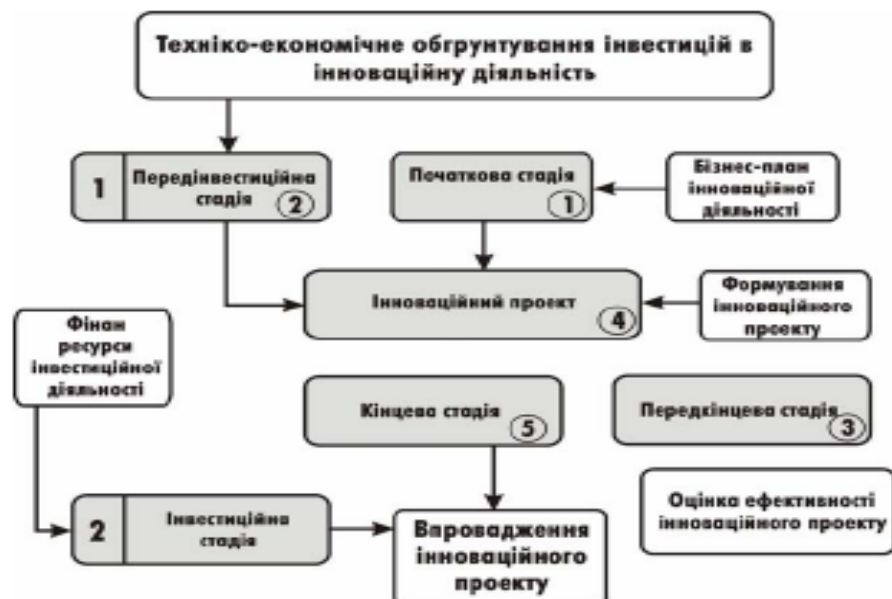 Техніко-економічне обгрунтування інвестицій в
інноваційну діяльність
1
Передінвестиційна
стадія
2
Початкова стадія
1
Бізнес-план
інноваційної
діяльності
Інноваційний проект
4
Формування
інноваційного
проекту
Фінан
ресурси
інвестиційної
діяльності
Кінцева стадія
5
Передкінцева стадія
3
2
Інвестиційна
стадія
Впровадження
інноваційного
проекту
Оцінка ефективності
інноваційного проекту